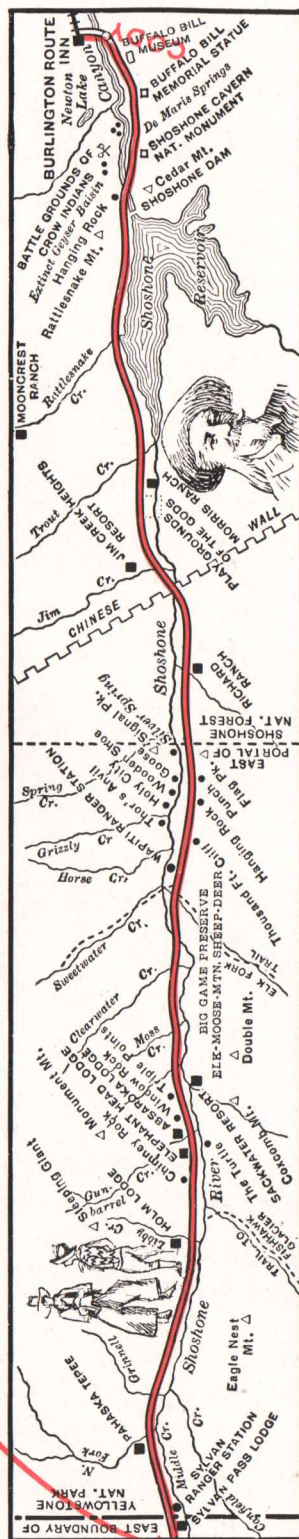 BURLINGTON ROUTE
Newton
Lake
INN
Canyon
BUFFALO BILL
MUSEUM
BUFFALO BILL
MEMORIAL STATUE
De Maris Springs
SHOSHONE CAVERN
NAT. MONUMENT
Cedar Mt.
SHOSHONE DAM
BATTLE GROUNDS OF
CROW INDIANS
Extinct Geyser Basin
Hanging Rock
Rattlesnake Mt.
Shoshone
Reservoir
MOONCREST
RANCH
Rattlesnake
Cr.
Trout
Cr.
JIM CREEK HEIGHTS
RESORT
PLAYGROUNDS
OF THE GODS
MORRIS RANCH
Jim
Cr.
CHINESE
WALL
Shoshone
RICHARD
RANCH
SHOSHONE
NAT. FOREST
EAST
PORTAL OF
Signal Pk.
Silver Spring
Goose
Wooden Shoe
Holy City
Thor's Anvil
WAPITI RANGER STATION
Spring
Cr.
Grizzly
Cr.
Horse
Cr.
Flag Pk.
Punch
Hanging Rock
Thousand Ft. Cliff
Sweetwater
Cr.
ELK FORK
TRAIL
Clearwater
Cr.
BIG GAME PRESERVE
ELK-MOOSE-MTN. SHEEP-DEER
Double Mt.
Moss
Cr.
Triple Points
Window Rock
ABSAROKA LODGE
ELEPHANT HEAD LODGE
Chimney Rock
Monument Mt.
Coxcomb Mt.
SACKWATER RESORT
The Turtle
River
Sleeping Giant
Gun-
barrel
Cr.
HOLM LODGE
Libby
Cr.
TRAIL TO
FISHHAWK
GLACIER
Shoshone
Eagle Nest
Mt.
Grinnell
Cr.
PAHASKA TEPEE
N.
Fork
Middle Cr.
SYLVAN
RANGER STATION
SYLVAN PASS LODGE
EAST BOUNDARY OF
YELLOWSTONE
NAT. PARK